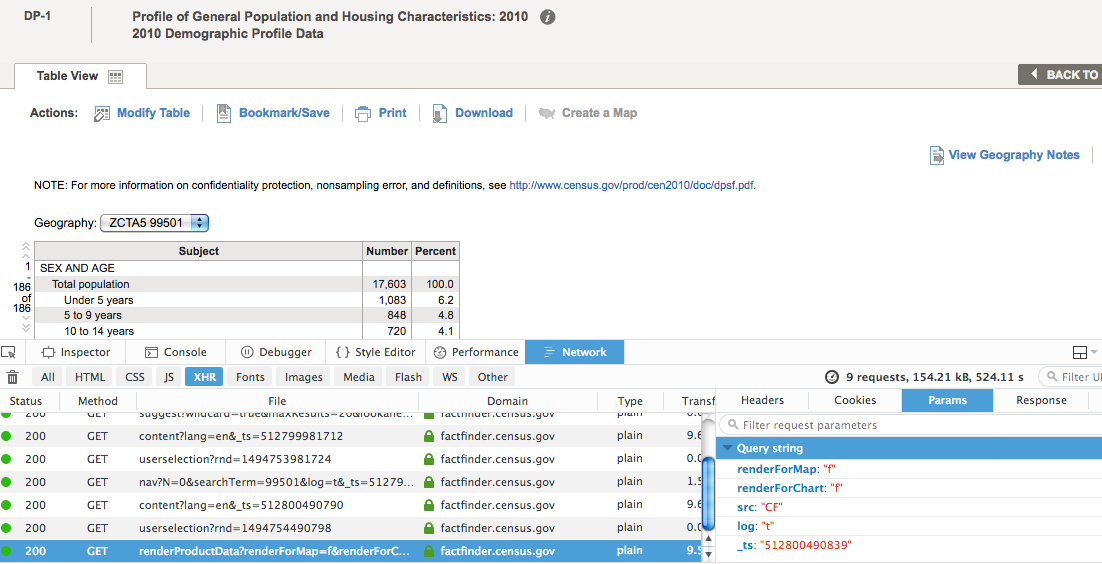 DP-1
Profile of General Population and Housing Characteristics: 2010
2010 Demographic Profile Data
Table View
BACK TO
Actions: Modify Table Bookmark/Save Print Download Create a Map
View Geography Notes
NOTE: For more information on confidentiality protection, nonsampling error, and definitions, see http://www.census.gov/prod/cen2010/doc/dpsf.pdf.
Geography: ZCTA5 99501
Subject Number Percent
1 SEX AND AGE
- Total population 17,603 100.0
186 Under 5 years 1,083 6.2
of 5 to 9 years 848 4.8
186 10 to 14 years 720 4.1
Inspector Console Debugger { } Style Editor Performance Network
All HTML CSS JS XHR Fonts Images Media Flash WS Other 9 requests, 154.21 kB, 524.11 s Filter U
Status Method File Domain Type Transf Headers Cookies Params Response
200 GET suggest?wildcard=true&maxResults=20&lookahe... factfinder.census.gov plain
Filter request parameters
200 GET content?lang=en&_ts=512799981712 factfinder.census.gov plain 9.6
Query string
200 GET userselection?rnd=1494753981724 factfinder.census.gov plain 0.0
renderForMap: "f"
200 GET nav?N=0&searchTerm=99501&log=t&_ts=51279... factfinder.census.gov plain 1.5
renderForChart: "f"
200 GET content?lang=en&_ts=512800490790 factfinder.census.gov plain 9.6
src: "CF"
200 GET userselection?rnd=1494754490798 factfinder.census.gov plain 0.0
log: "t"
200 GET renderProductData?renderForMap=f&renderForC... factfinder.census.gov plain 9.5
_ts: "512800490839"